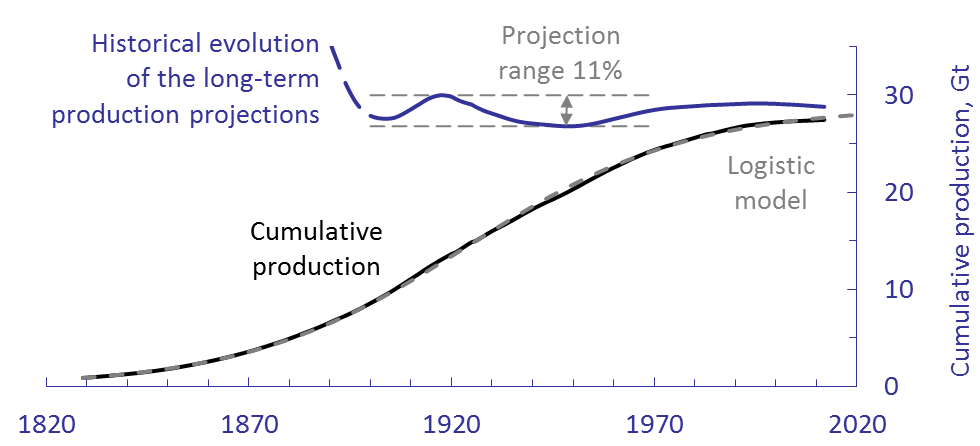 Historical evolution
of the long-term
production projections
Projection
range 11%
Cumulative
production
Logistic
model
30
20
10
0
Cumulative production, Gt
1820
1870
1920
1970
2020